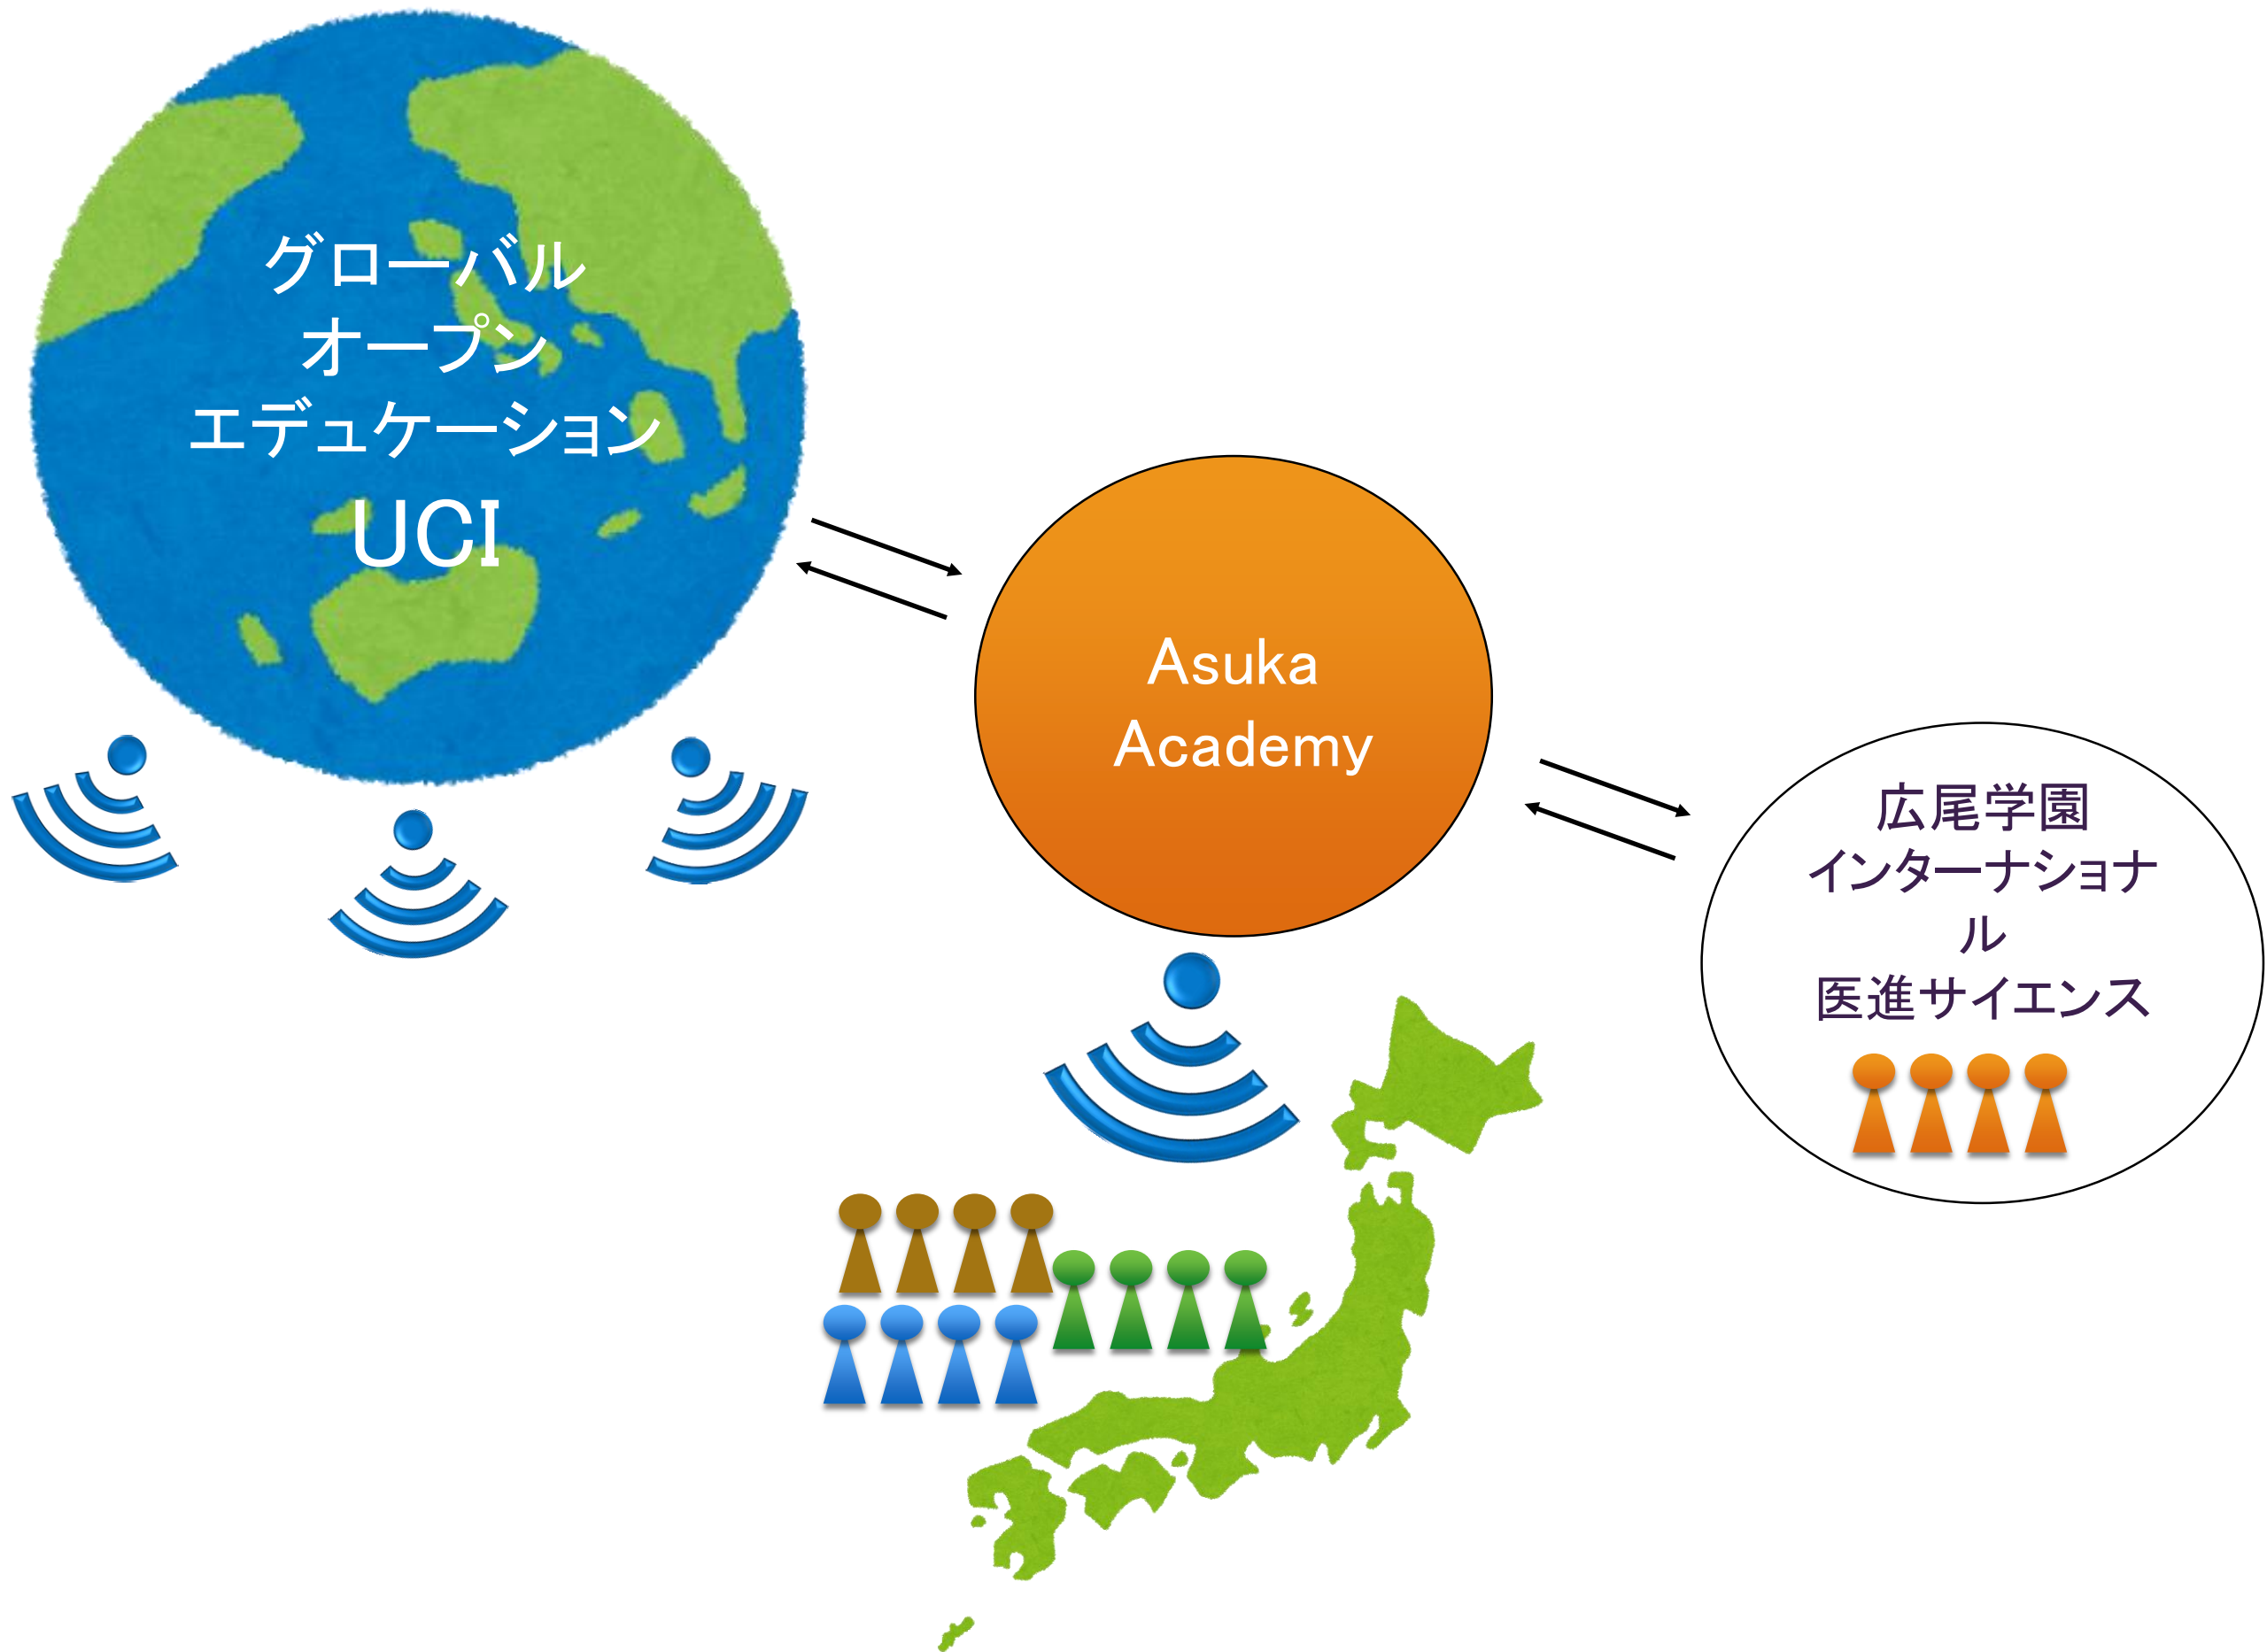 グローバル
オープン
エデュケーション
UCI
Asuka
Academy
広尾学園
インターナショナ
ル
医進サイエンス